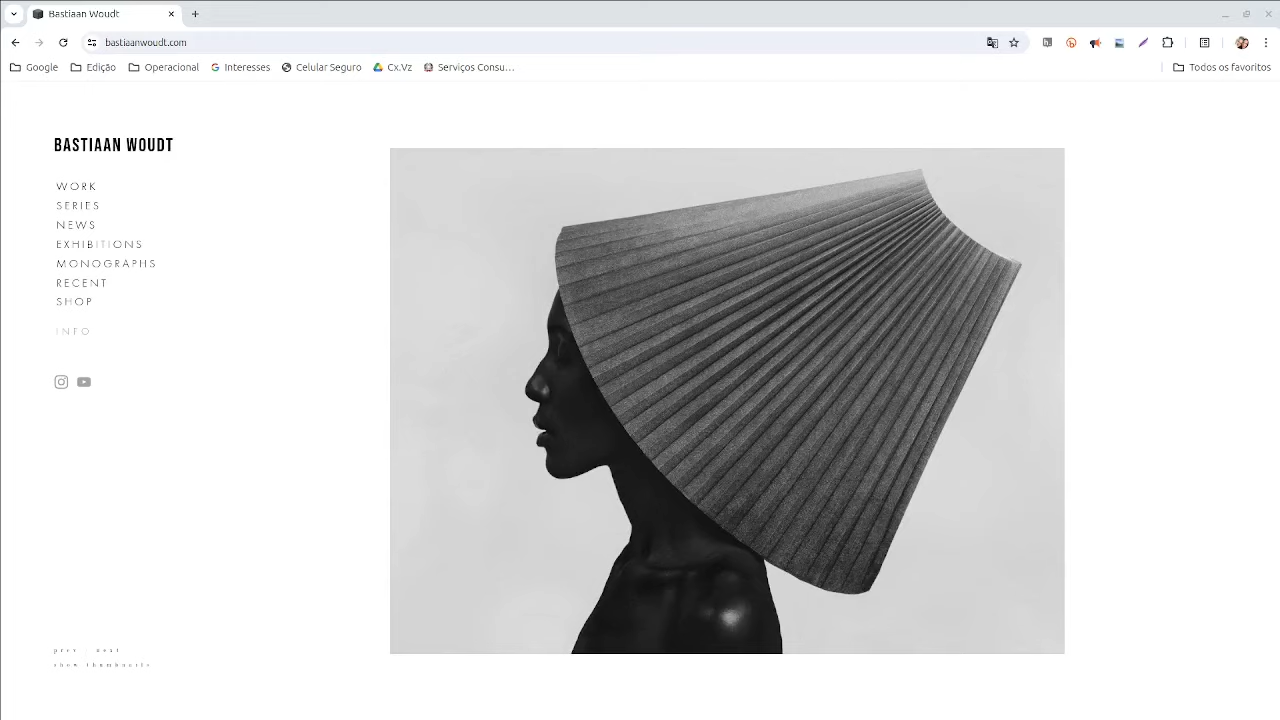 Bastiaan Woudt
bastiaanwoudt.com
Google
Edição
Operacional
Interesses
Celular Seguro
Cx.Vz
Serviços Consu...
Todos os favoritos
BASTIAAN WOUDT
WORK
SERIES
NEWS
EXHIBITIONS
MONOGRAPHS
RECENT
SHOP
INFO
prev | next
show thumbnails